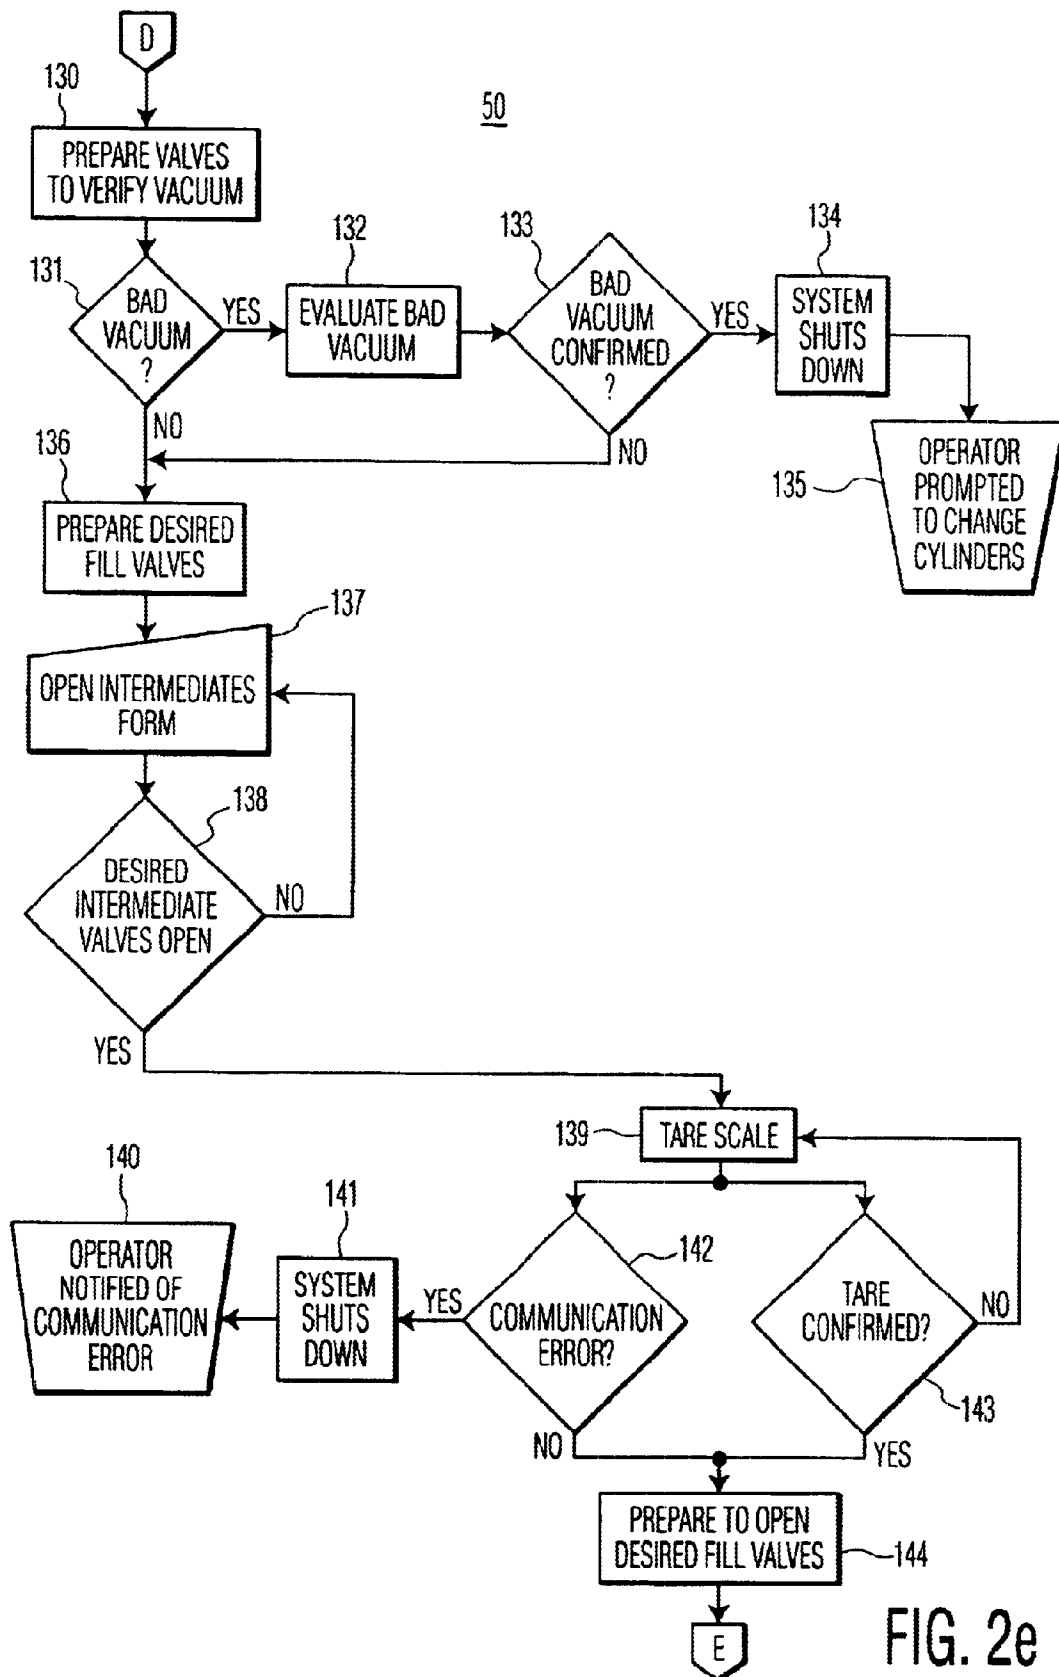 D
130
50
PREPARE VALVES
TO VERIFY VACUUM
131
BAD
VACUUM
?
YES
NO
132
EVALUATE BAD
VACUUM
133
BAD
VACUUM
CONFIRMED
?
YES
NO
134
SYSTEM
SHUTS
DOWN
135
OPERATOR
PROMPTED
TO CHANGE
CYLINDERS
136
PREPARE DESIRED
FILL VALVES
137
OPEN INTERMEDIATES
FORM
138
DESIRED
INTERMEDIATE
VALVES OPEN
NO
YES
139
TARE SCALE
140
OPERATOR
NOTIFIED OF
COMMUNICATION
ERROR
141
SYSTEM
SHUTS
DOWN
YES
142
COMMUNICATION
ERROR?
NO
TARE
CONFIRMED?
NO
143
YES
PREPARE TO OPEN
DESIRED FILL VALVES
144
E
FIG. 2e